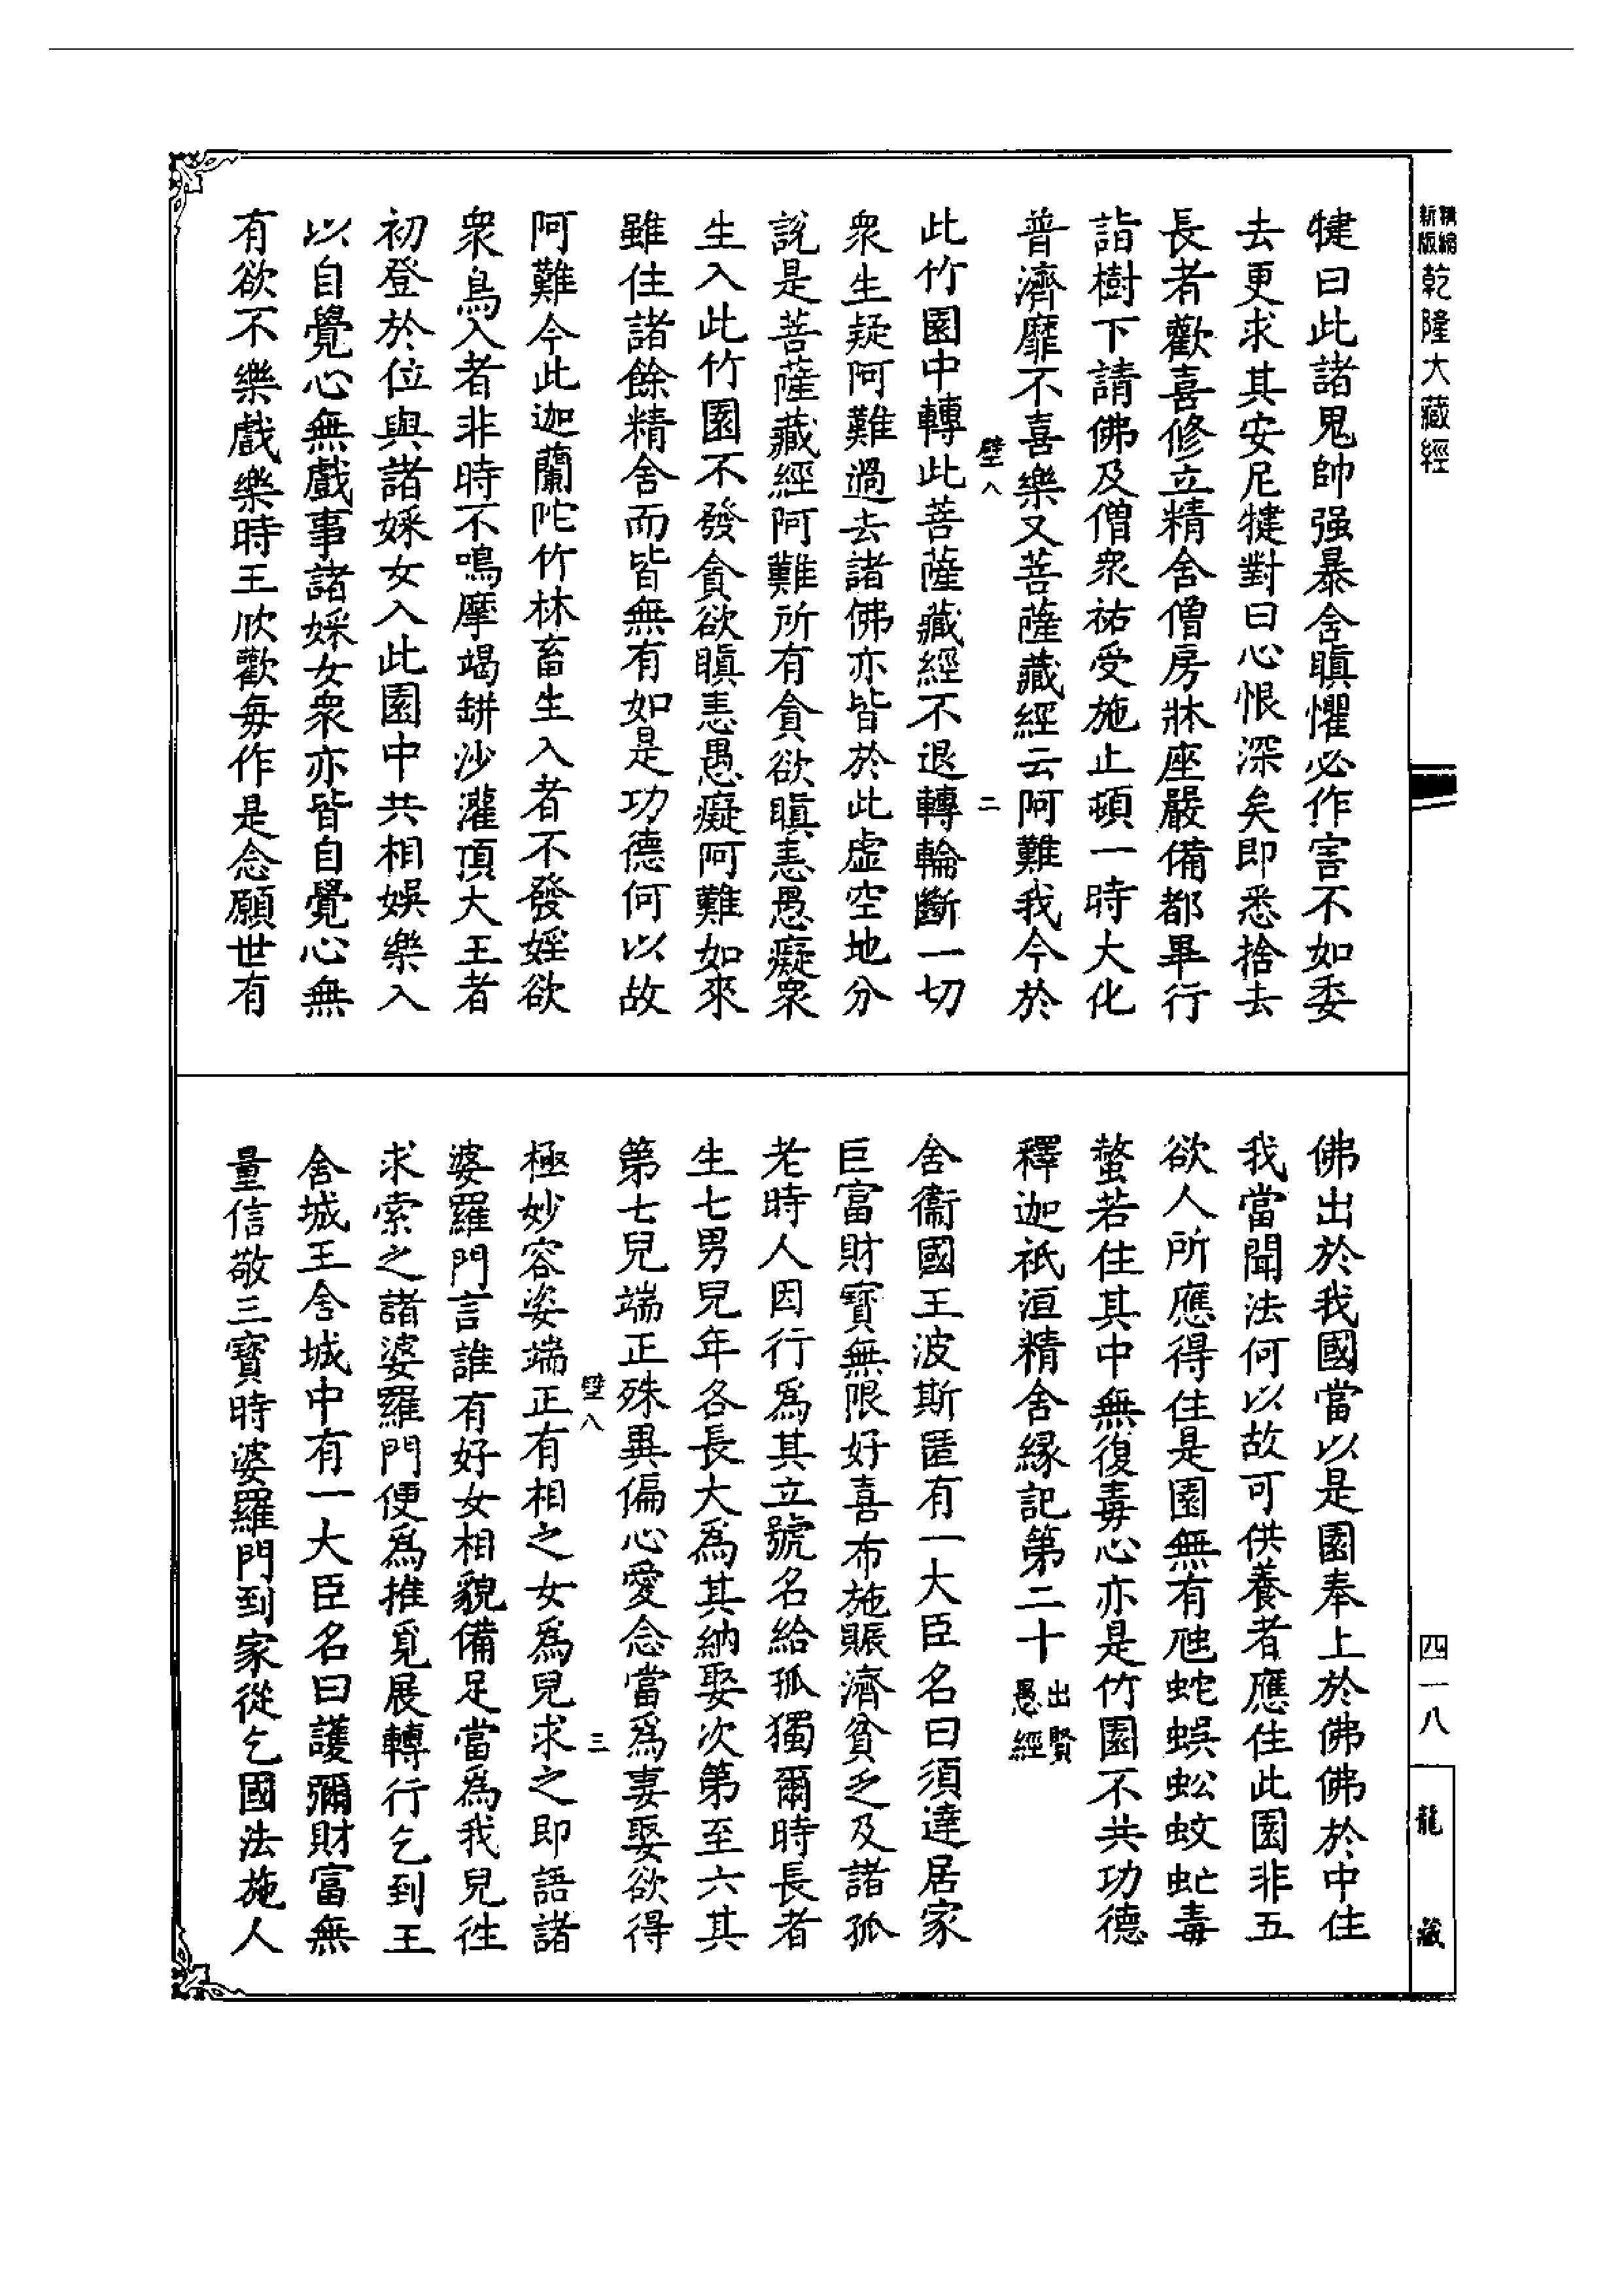 精縮新版乾隆大藏經
犍曰此諸鬼帥强暴含瞋懼必作害不如委
去更求其安尼犍對曰心恨深矣即悉捨去
長者歡喜修立精舍僧房牀座嚴備都畢行
詣樹下請佛及僧衆祐受施止頓一時大化
普濟靡不喜樂又菩薩藏經云阿難我今於
壁八 二
此竹園中轉此菩薩藏經不退轉輪斷一切
衆生疑阿難過去諸佛亦皆於此虛空地分
說是菩薩藏經阿難所有貪欲瞋恚愚癡衆
生入此竹園不發貪欲瞋恚愚癡阿難如來
雖住諸餘精舍而皆無有如是功德何以故
阿難今此迦蘭陀竹林畜生入者不發婬欲
衆鳥入者非時不鳴摩竭缾沙灌頂大王者
初登於位與諸婇女入此園中共相娛樂入
以自覺心無戲事諸婇女衆亦皆自覺心無
有欲不樂戲樂時王欣歡每作是念願世有
佛出於我國當以是園奉上於佛佛於中住
我當聞法何以故可供養者應住此園非五
欲人所應得住是園無有虺蛇蜈蚣蚊虻毒
螫若住其中無復毒心亦是竹園不共功德
釋迦祇洹精舍緣記第二十 出賢愚經
舍衞國王波斯匿有一大臣名曰須達居家
巨富財寶無限好喜布施賑濟貧乏及諸孤
老時人因行爲其立號名給孤獨爾時長者
生七男兒年各長大爲其納娶次第至六其
第七兒端正殊異偏心愛念當爲妻娶欲得
壁八 三
極妙容姿端正有相之女爲兒求之即語諸
婆羅門言誰有好女相貌備足當爲我兒往
求索之諸婆羅門便爲推覓展轉行乞到王
舍城王舍城中有一大臣名曰護彌財富無
量信敬三寶時婆羅門到家從乞國法施人
四一八
龍藏